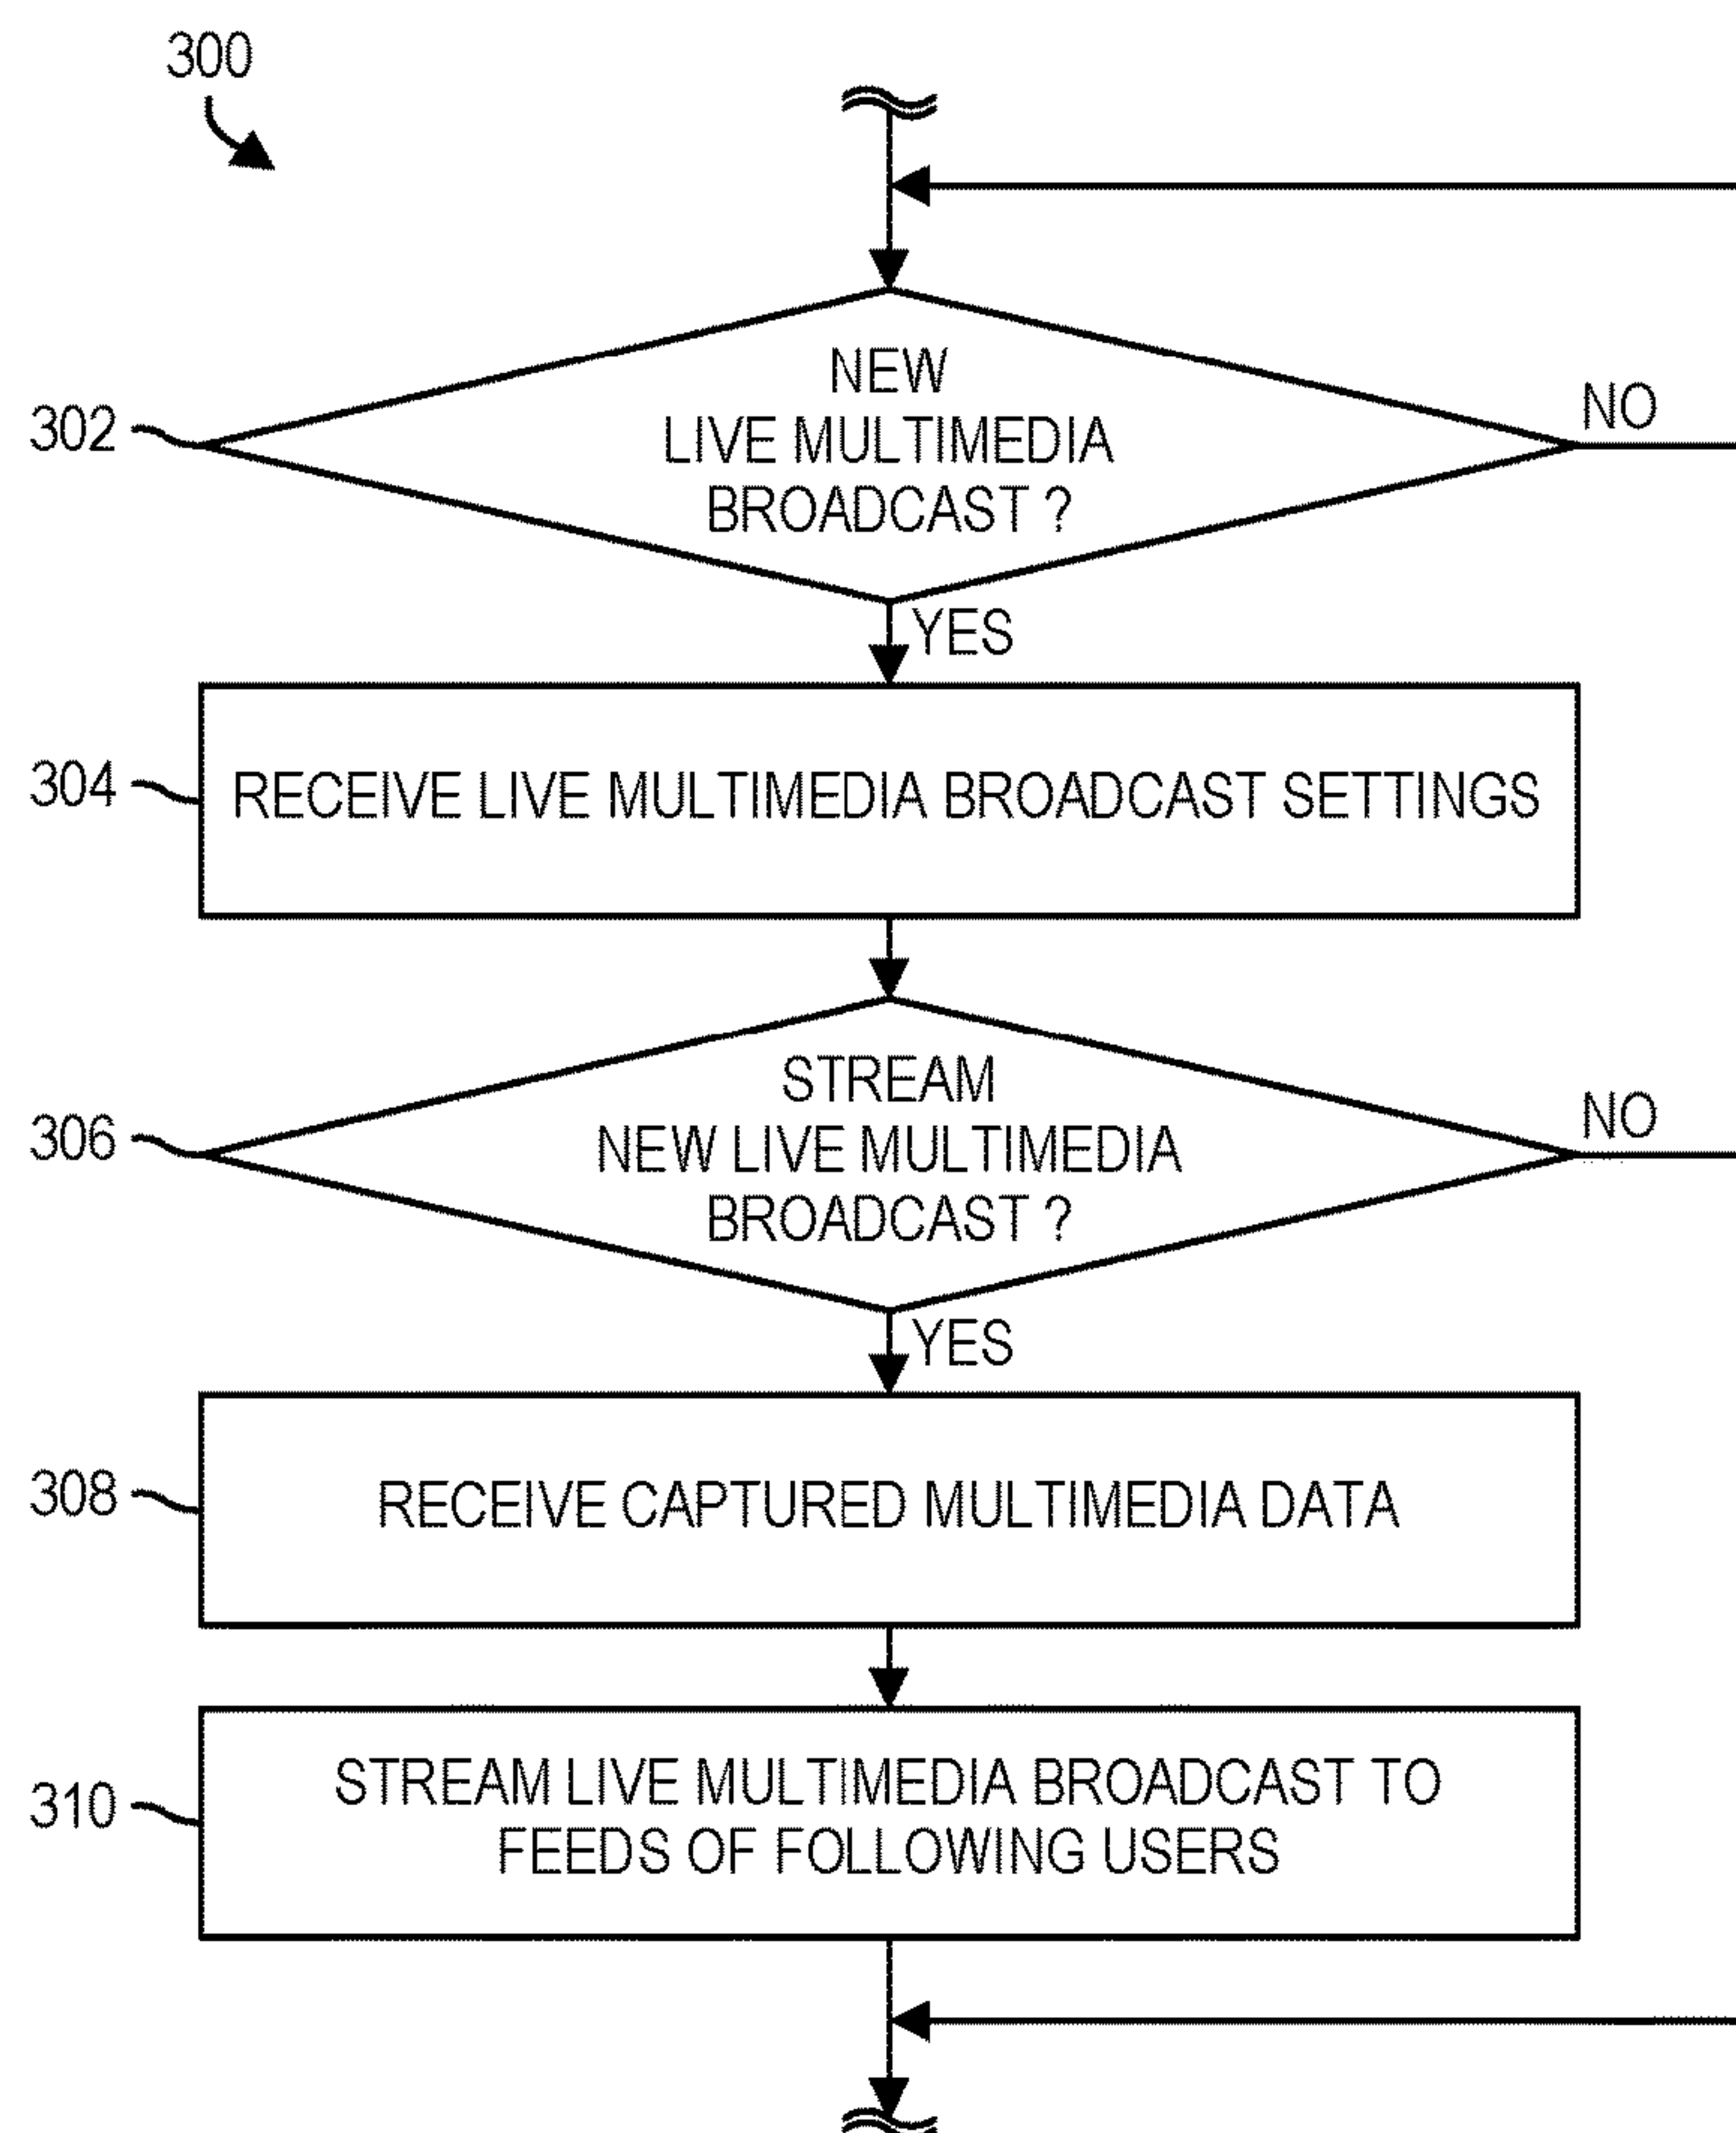 300
302
NEW
LIVE MULTIMEDIA
BROADCAST ?
NO
YES
304
RECEIVE LIVE MULTIMEDIA BROADCAST SETTINGS
306
STREAM
NEW LIVE MULTIMEDIA
BROADCAST ?
NO
YES
308
RECEIVE CAPTURED MULTIMEDIA DATA
310
STREAM LIVE MULTIMEDIA BROADCAST TO
FEEDS OF FOLLOWING USERS